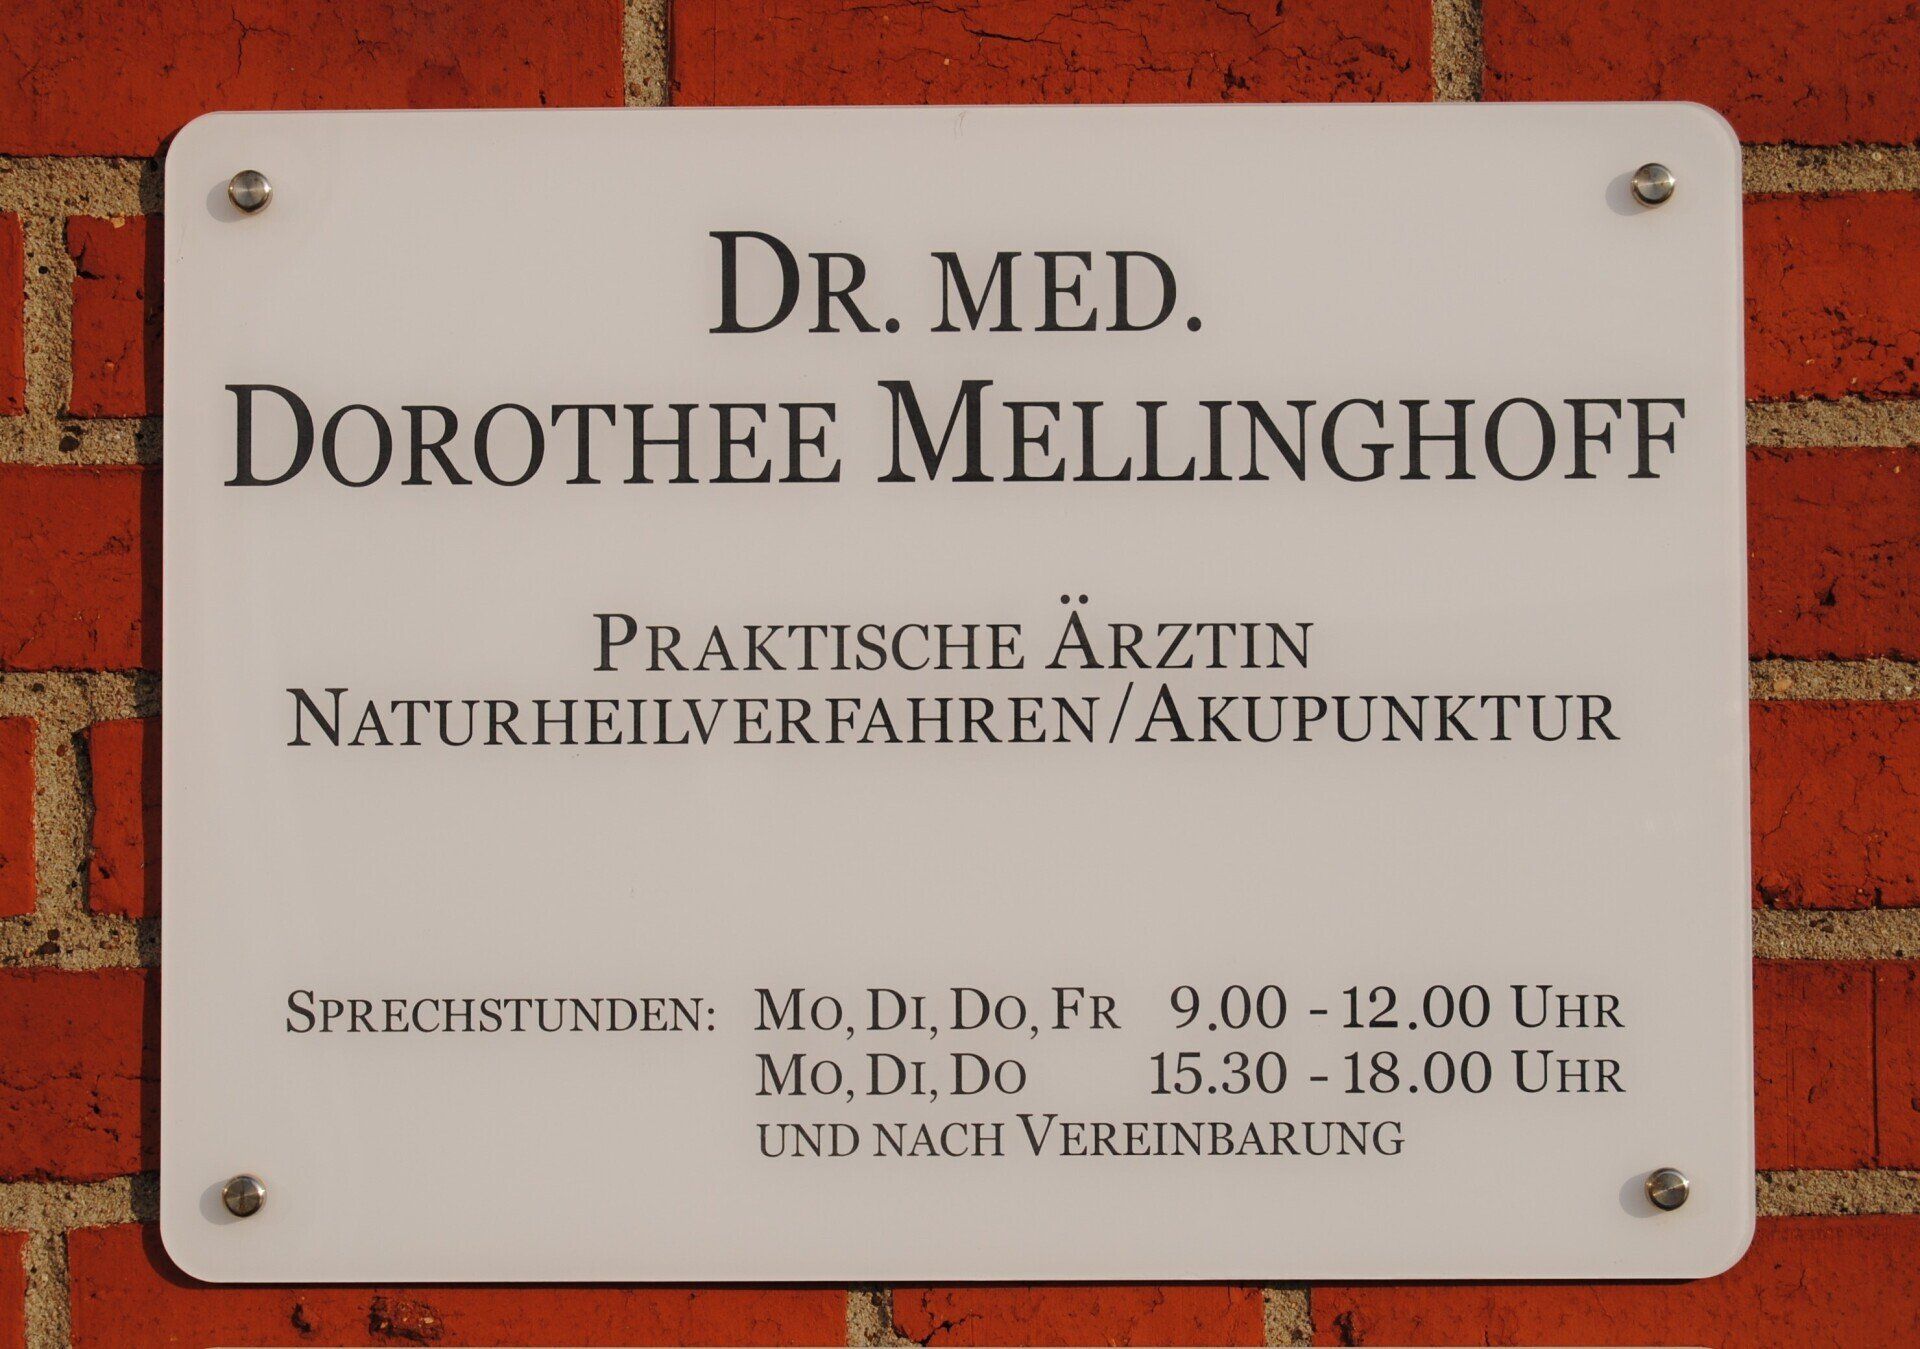 DR. MED.
DOROTHEE MELLINGHOFF
PRAKTISCHE ÄRZTIN
NATURHEILVERFAHREN/AKUPUNKTUR
SPRECHSTUNDEN: MO, DI, DO, FR 9.00 - 12.00 UHR
MO, DI, DO 15.30 - 18.00 UHR
UND NACH VEREINBARUNG